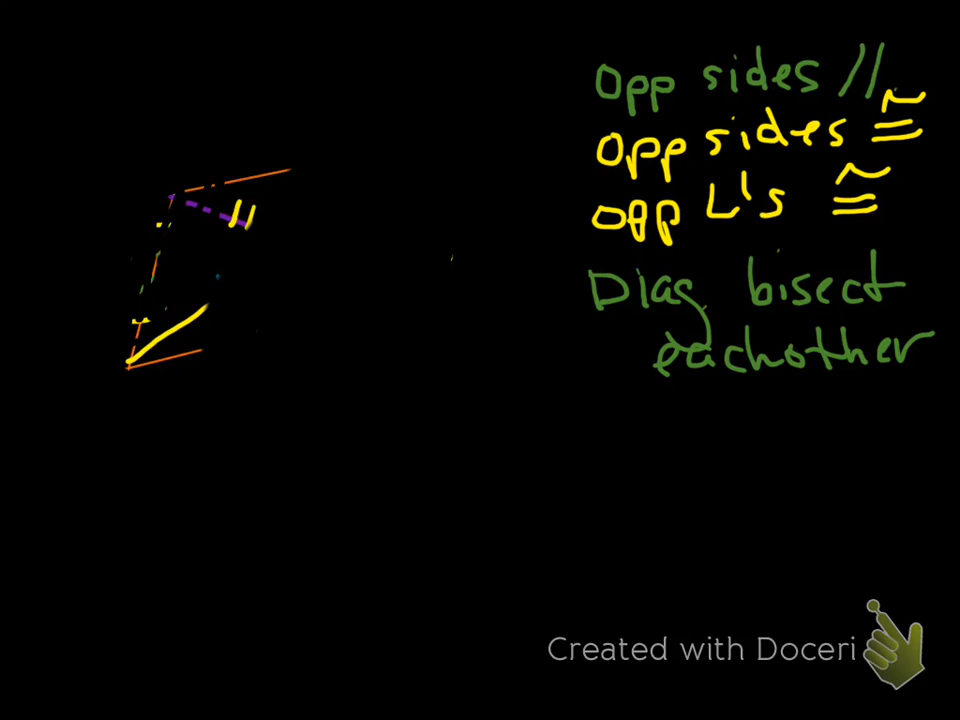 Opp sides //
Opp sides ≅
Opp ∠'s ≅
Diag bisect
eachother
Created with Doceri